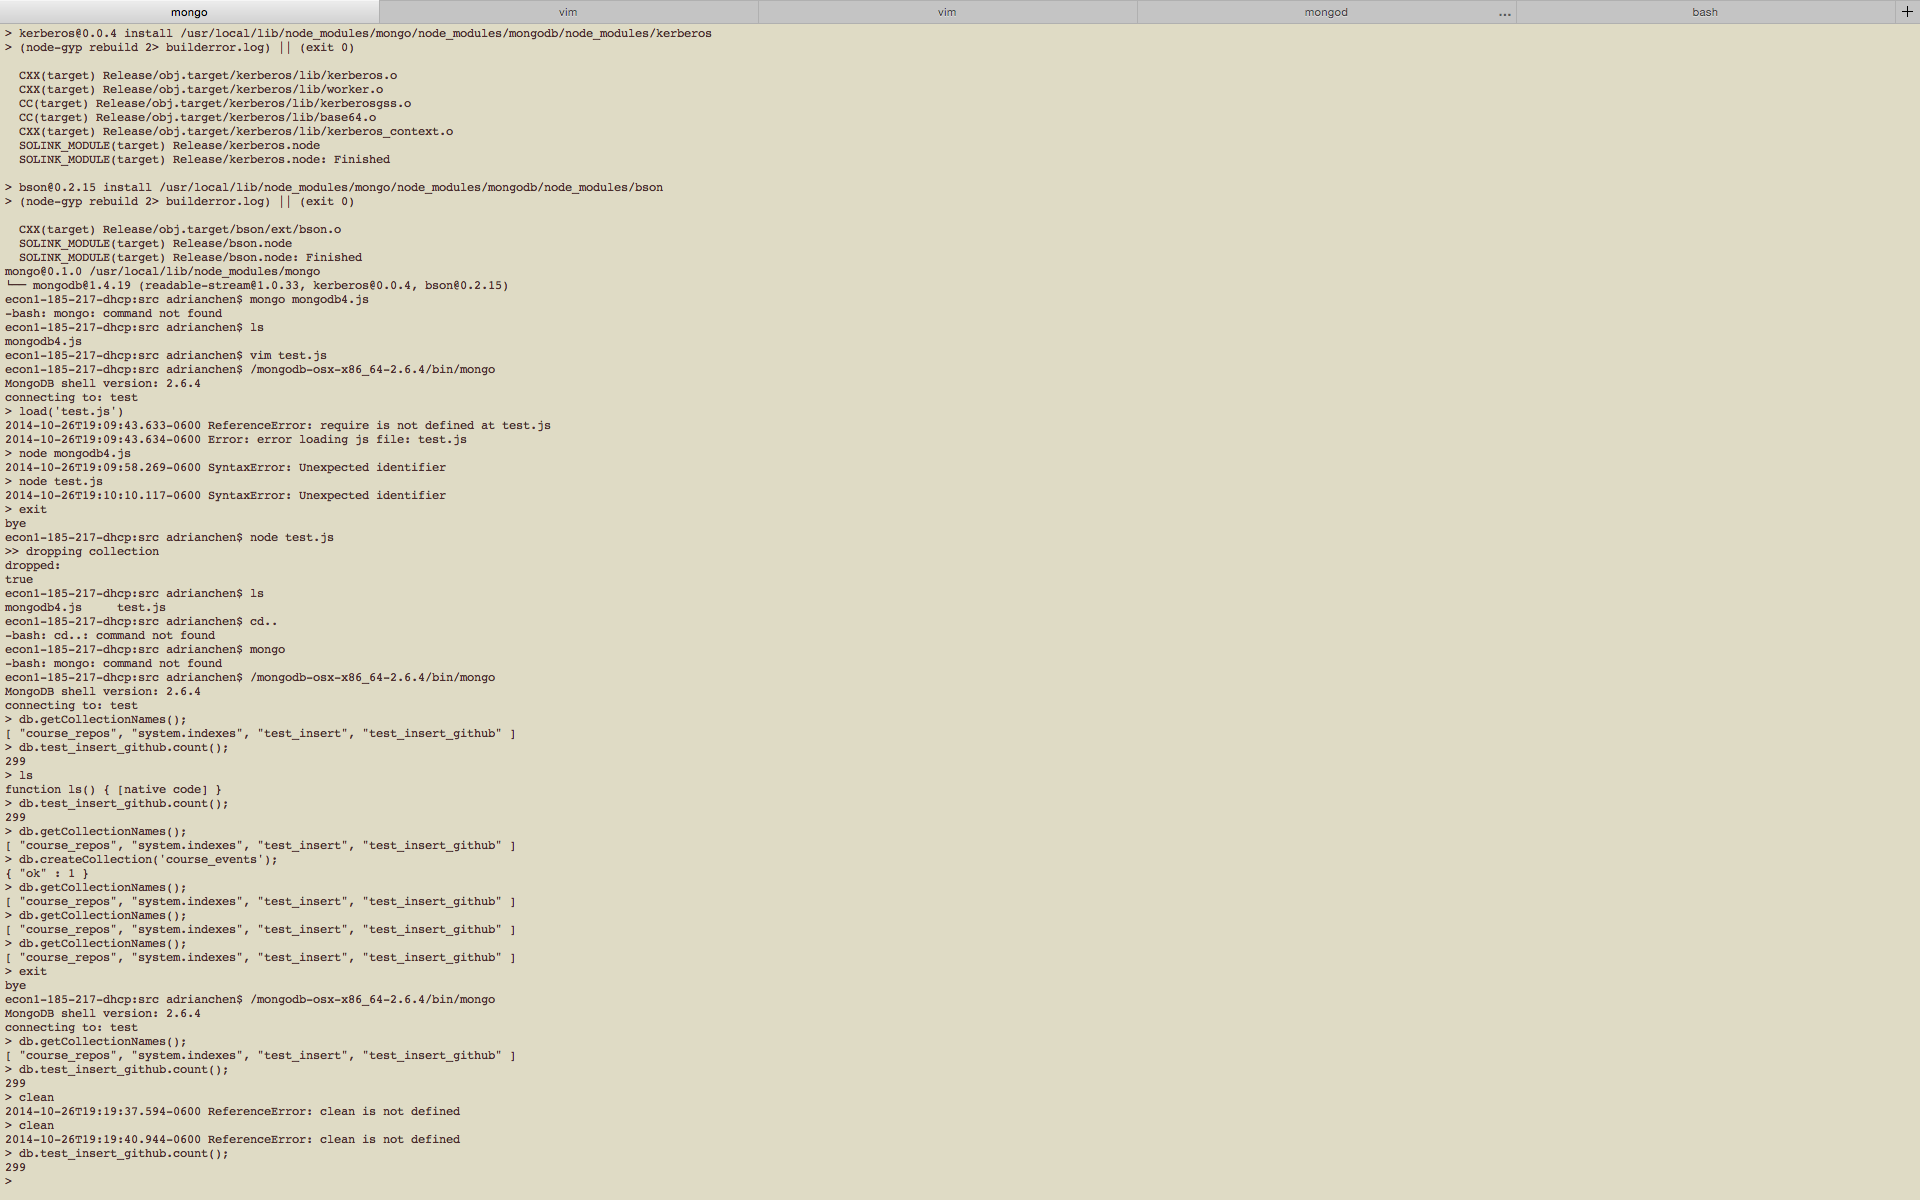 mongo vim vim mongod ... bash +
> kerberos@0.0.4 install /usr/local/lib/node_modules/mongo/node_modules/mongodb/node_modules/kerberos
> (node-gyp rebuild 2> builderror.log) || (exit 0)
CXX(target) Release/obj.target/kerberos/lib/kerberos.o
CXX(target) Release/obj.target/kerberos/lib/worker.o
CC(target) Release/obj.target/kerberos/lib/kerberosgss.o
CC(target) Release/obj.target/kerberos/lib/base64.o
CXX(target) Release/obj.target/kerberos/lib/kerberos_context.o
SOLINK_MODULE(target) Release/kerberos.node
SOLINK_MODULE(target) Release/kerberos.node: Finished
> bson@0.2.15 install /usr/local/lib/node_modules/mongo/node_modules/mongodb/node_modules/bson
> (node-gyp rebuild 2> builderror.log) || (exit 0)
CXX(target) Release/obj.target/bson/ext/bson.o
SOLINK_MODULE(target) Release/bson.node
SOLINK_MODULE(target) Release/bson.node: Finished
mongo@0.1.0 /usr/local/lib/node_modules/mongo
└── mongodb@1.4.19 (readable-stream@1.0.33, kerberos@0.0.4, bson@0.2.15)
econ1-185-217-dhcp:src adrianchen$ mongo mongodb4.js
-bash: mongo: command not found
econ1-185-217-dhcp:src adrianchen$ ls
mongodb4.js
econ1-185-217-dhcp:src adrianchen$ vim test.js
econ1-185-217-dhcp:src adrianchen$ /mongodb-osx-x86_64-2.6.4/bin/mongo
MongoDB shell version: 2.6.4
connecting to: test
> load('test.js')
2014-10-26T19:09:43.633-0600 ReferenceError: require is not defined at test.js
2014-10-26T19:09:43.634-0600 Error: error loading js file: test.js
> node mongodb4.js
2014-10-26T19:09:58.269-0600 SyntaxError: Unexpected identifier
> node test.js
2014-10-26T19:10:10.117-0600 SyntaxError: Unexpected identifier
> exit
bye
econ1-185-217-dhcp:src adrianchen$ node test.js
>> dropping collection
dropped:
true
econ1-185-217-dhcp:src adrianchen$ ls
mongodb4.js     test.js
econ1-185-217-dhcp:src adrianchen$ cd..
-bash: cd..: command not found
econ1-185-217-dhcp:src adrianchen$ mongo
-bash: mongo: command not found
econ1-185-217-dhcp:src adrianchen$ /mongodb-osx-x86_64-2.6.4/bin/mongo
MongoDB shell version: 2.6.4
connecting to: test
> db.getCollectionNames();
[ "course_repos", "system.indexes", "test_insert", "test_insert_github" ]
> db.test_insert_github.count();
299
> ls
function ls() { [native code] }
> db.test_insert_github.count();
299
> db.getCollectionNames();
[ "course_repos", "system.indexes", "test_insert", "test_insert_github" ]
> db.createCollection('course_events');
{ "ok" : 1 }
> db.getCollectionNames();
[ "course_repos", "system.indexes", "test_insert", "test_insert_github" ]
> db.getCollectionNames();
[ "course_repos", "system.indexes", "test_insert", "test_insert_github" ]
> db.getCollectionNames();
[ "course_repos", "system.indexes", "test_insert", "test_insert_github" ]
> exit
bye
econ1-185-217-dhcp:src adrianchen$ /mongodb-osx-x86_64-2.6.4/bin/mongo
MongoDB shell version: 2.6.4
connecting to: test
> db.getCollectionNames();
[ "course_repos", "system.indexes", "test_insert", "test_insert_github" ]
> db.test_insert_github.count();
299
> clean
2014-10-26T19:19:37.594-0600 ReferenceError: clean is not defined
> clean
2014-10-26T19:19:40.944-0600 ReferenceError: clean is not defined
> db.test_insert_github.count();
299
>